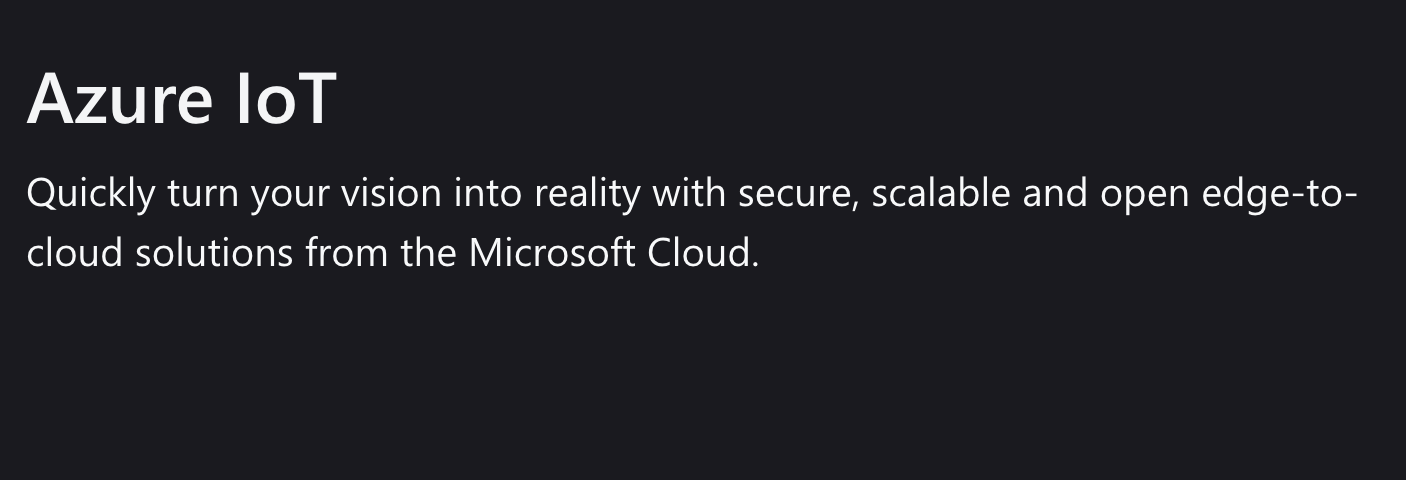 Azure IoT
Quickly turn your vision into reality with secure, scalable and open edge-to-
cloud solutions from the Microsoft Cloud.